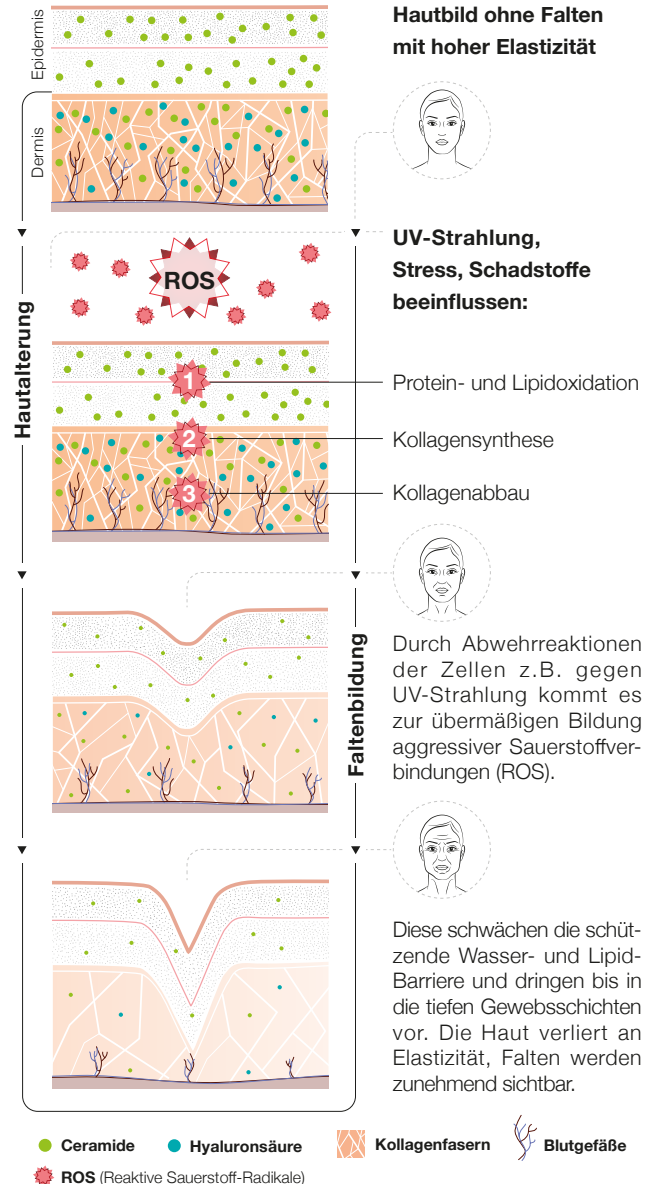 Epidermis
Dermis
Hautbild ohne Falten
mit hoher Elastizität
Hautalterung
Faltenbildung
ROS
UV-Strahlung,
Stress, Schadstoffe
beeinflussen:
1
Protein- und Lipidoxidation
2
Kollagensynthese
3
Kollagenabbau
Durch Abwehrreaktionen
der Zellen z.B. gegen
UV-Strahlung kommt es
zur übermäßigen Bildung
aggressiver Sauerstoffver-
bindungen (ROS).
Diese schwächen die schüt-
zende Wasser- und Lipid-
Barriere und dringen bis in
die tiefen Gewebsschichten
vor. Die Haut verliert an
Elastizität, Falten werden
zunehmend sichtbar.
Ceramide Hyaluronsäure Kollagenfasern Blutgefäße
ROS (Reaktive Sauerstoff-Radikale)